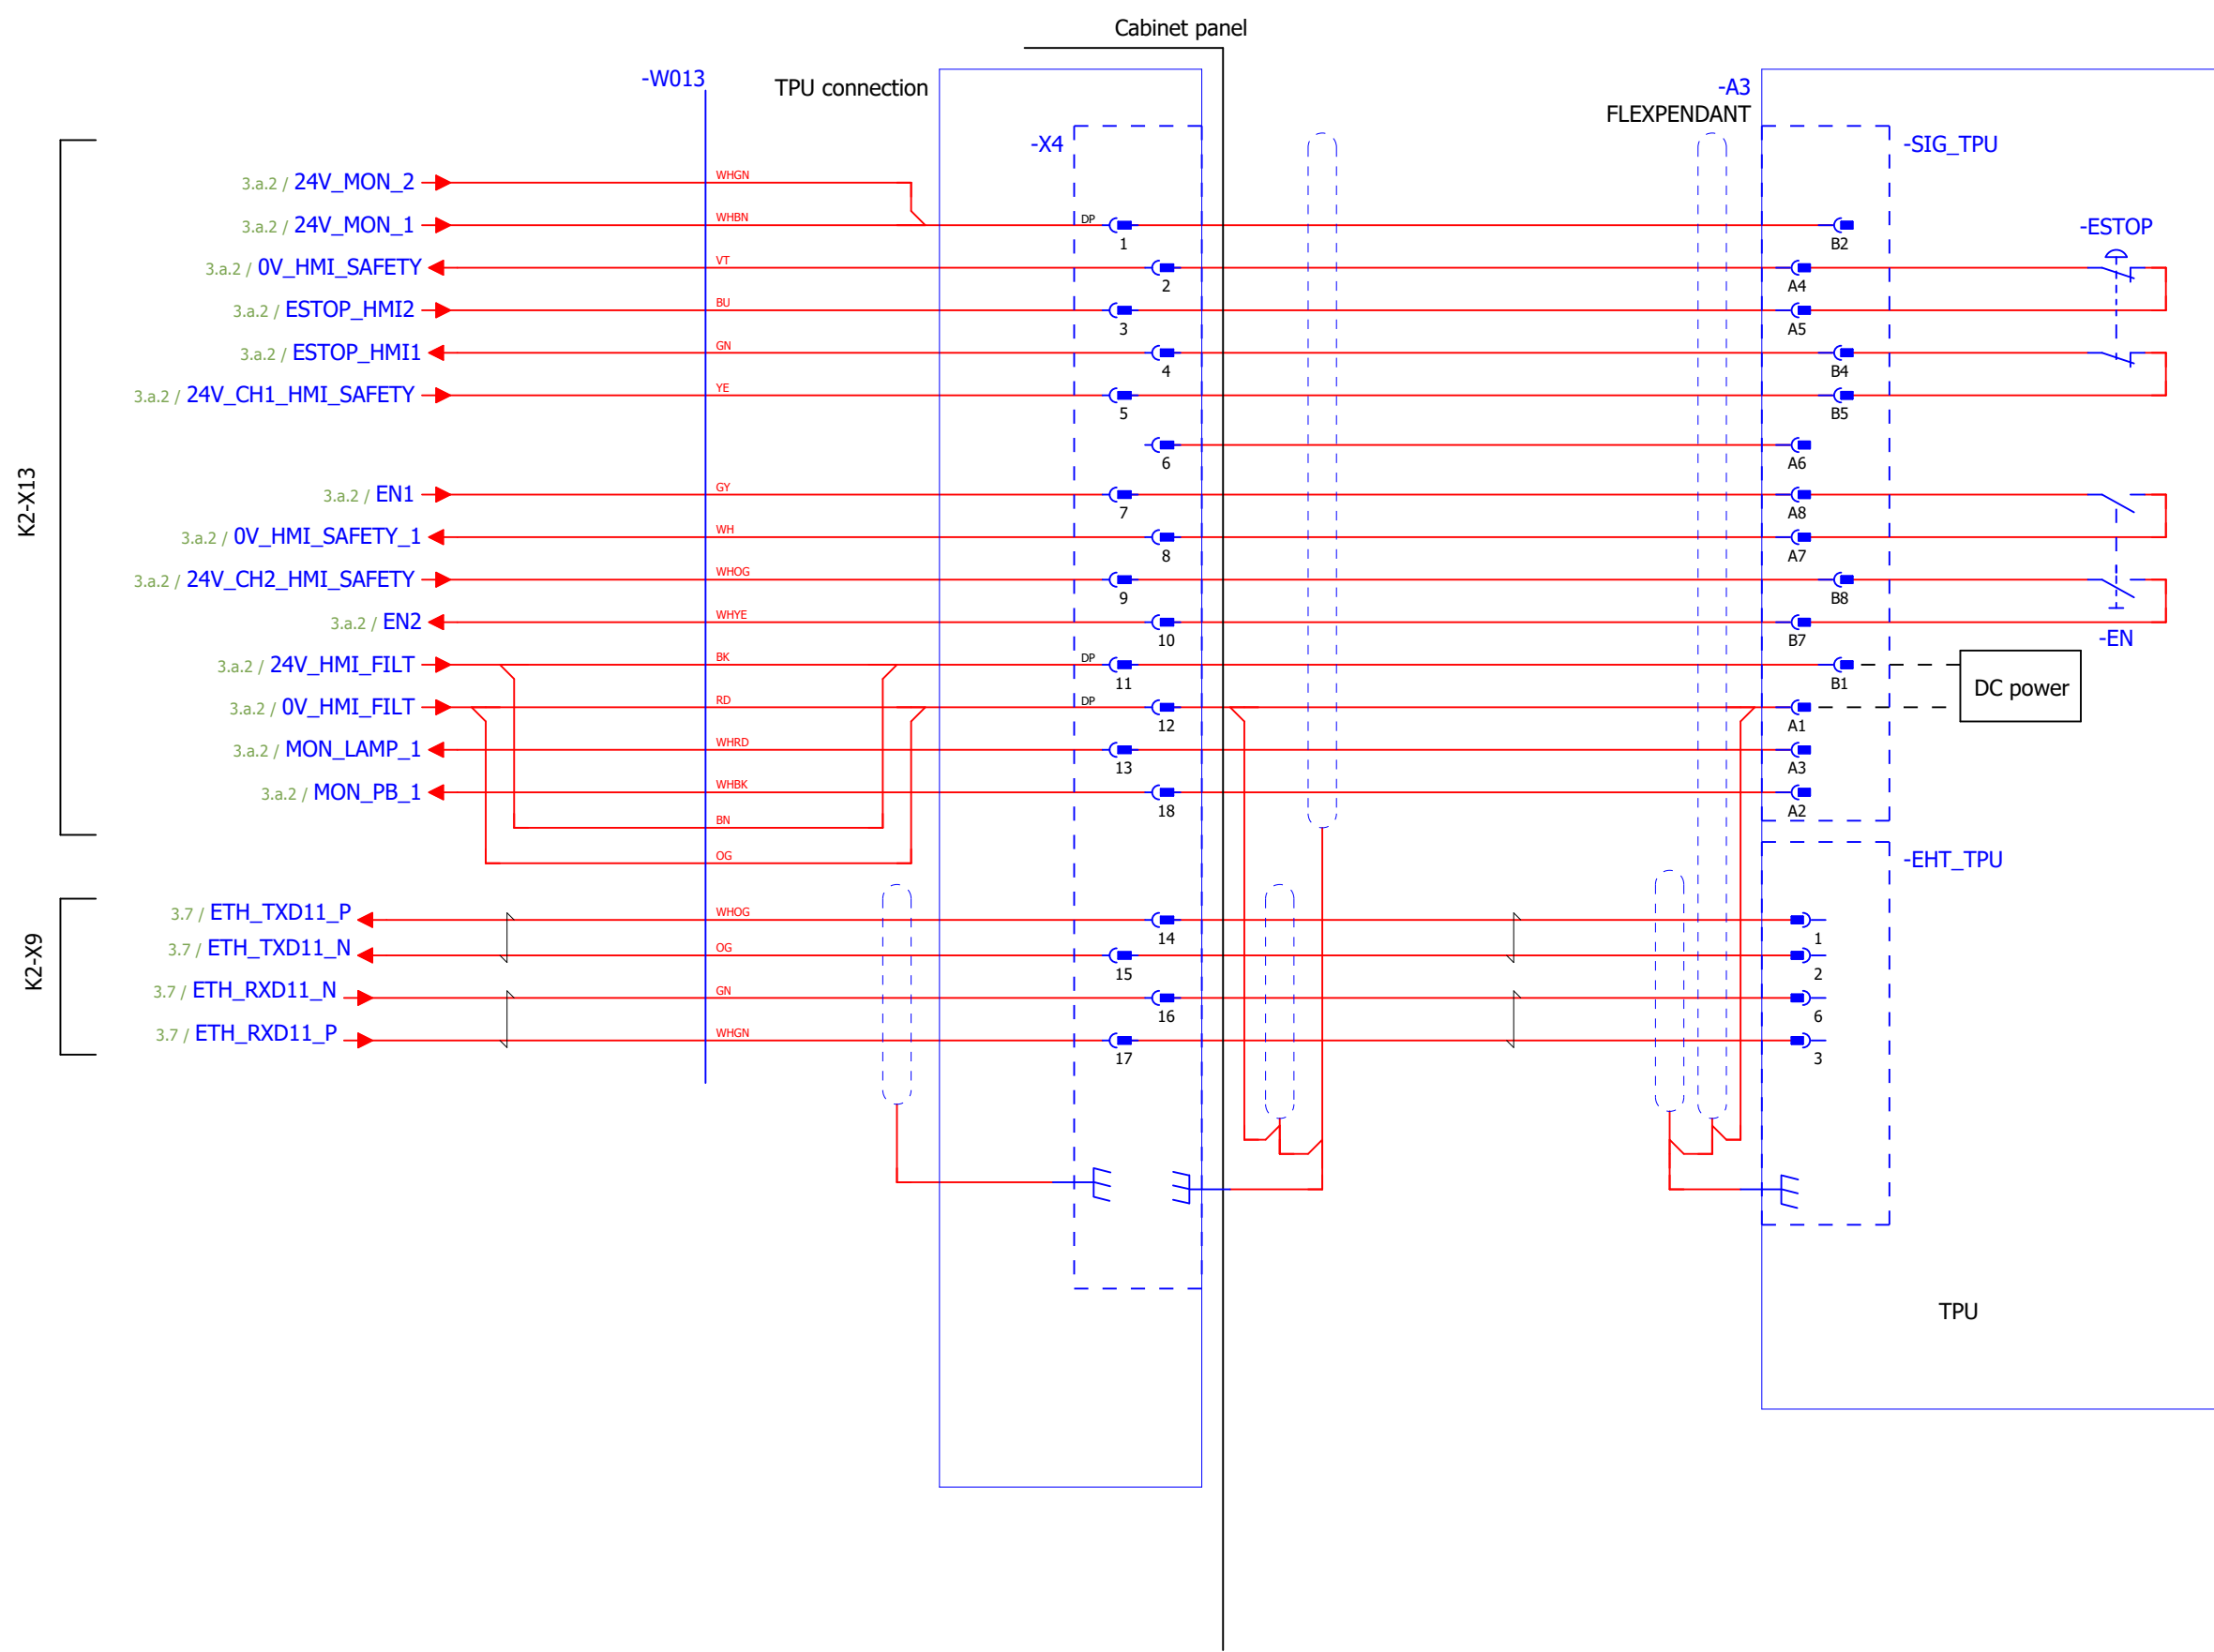 Cabinet panel
-W013
TPU connection
-A3
FLEXPENDANT
-X4
-SIG_TPU
K2-X13
3.a.2 / 24V_MON_2
WHGN
3.a.2 / 24V_MON_1
WHBN
DP
1
B2
-ESTOP
3.a.2 / 0V_HMI_SAFETY
VT
2
A4
3.a.2 / ESTOP_HMI2
BU
3
A5
3.a.2 / ESTOP_HMI1
GN
4
B4
3.a.2 / 24V_CH1_HMI_SAFETY
YE
5
B5
6
A6
3.a.2 / EN1
GY
7
A8
3.a.2 / 0V_HMI_SAFETY_1
WH
8
A7
3.a.2 / 24V_CH2_HMI_SAFETY
WHOG
9
B8
3.a.2 / EN2
WHYE
10
B7
-EN
3.a.2 / 24V_HMI_FILT
BK
DP
11
B1
DC power
3.a.2 / 0V_HMI_FILT
RD
DP
12
A1
3.a.2 / MON_LAMP_1
WHRD
13
A3
3.a.2 / MON_PB_1
WHBK
18
A2
BN
OG
-EHT_TPU
K2-X9
3.7 / ETH_TXD11_P
WHOG
14
1
3.7 / ETH_TXD11_N
OG
15
2
3.7 / ETH_RXD11_N
GN
16
6
3.7 / ETH_RXD11_P
WHGN
17
3
TPU